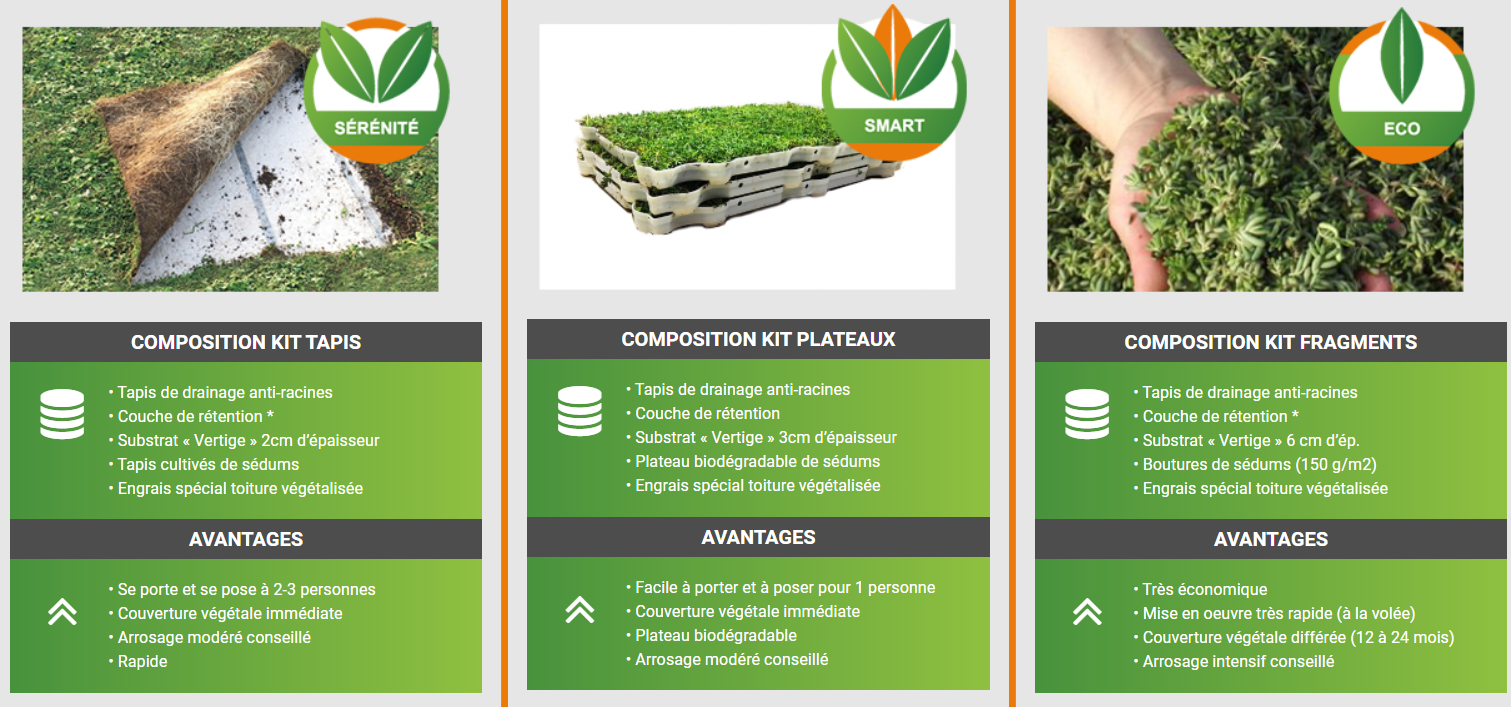 SÉRÉNITÉ
COMPOSITION KIT TAPIS
• Tapis de drainage anti-racines
• Couche de rétention *
• Substrat « Vertige » 2cm d’épaisseur
• Tapis cultivés de sédums
• Engrais spécial toiture végétalisée
AVANTAGES
• Se porte et se pose à 2-3 personnes
• Couverture végétale immédiate
• Arrosage modéré conseillé
• Rapide
SMART
COMPOSITION KIT PLATEAUX
• Tapis de drainage anti-racines
• Couche de rétention
• Substrat « Vertige » 3cm d’épaisseur
• Plateau biodégradable de sédums
• Engrais spécial toiture végétalisée
AVANTAGES
• Facile à porter et à poser pour 1 personne
• Couverture végétale immédiate
• Plateau biodégradable
• Arrosage modéré conseillé
ECO
COMPOSITION KIT FRAGMENTS
• Tapis de drainage anti-racines
• Couche de rétention *
• Substrat « Vertige » 6 cm d’ép.
• Boutures de sédums (150 g/m2)
• Engrais spécial toiture végétalisée
AVANTAGES
• Très économique
• Mise en oeuvre très rapide (à la volée)
• Couverture végétale différée (12 à 24 mois)
• Arrosage intensif conseillé